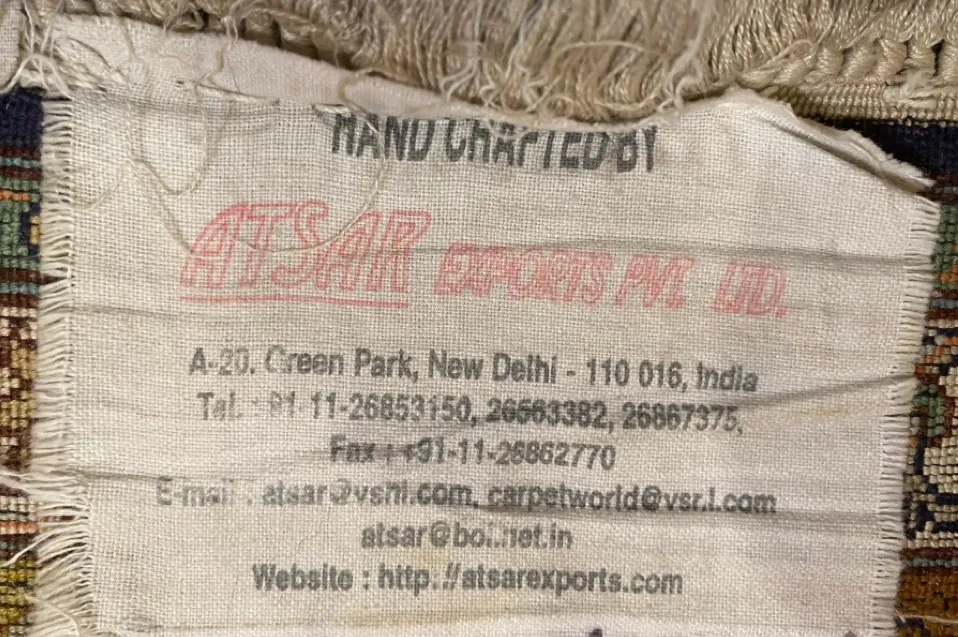 HAND CRAFTED BY
ATSAR EXPORTS PVT. LTD.
A-20, Green Park, New Delhi - 110 016, India
Tel. : 91-11-26853150, 26563382, 26867375,
Fax : +91-11-26862770
E-mail : atsar@vsnl.com, carpetworld@vsnl.com
atsar@bol.net.in
Website : http://atsarexports.com